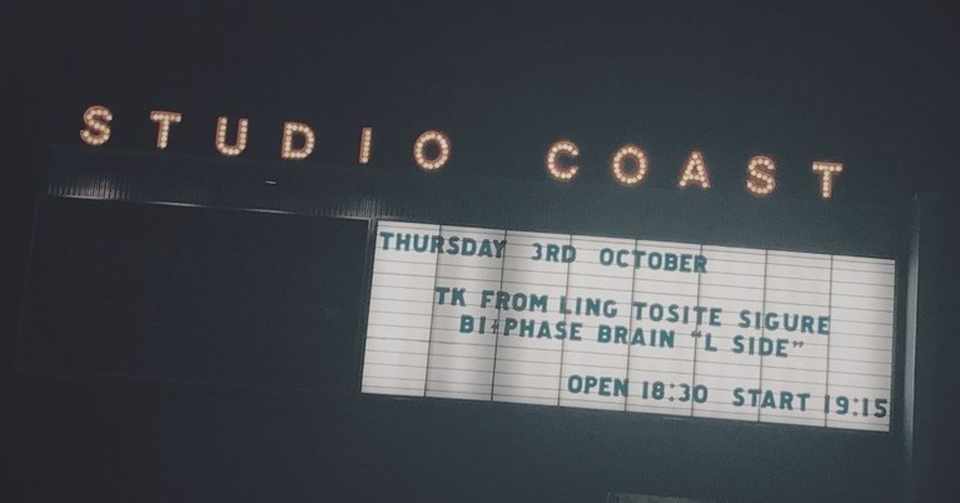 STUDIO COAST
THURSDAY 3RD OCTOBER
TK FROM LING TOSITE SIGURE
BI+PHASE BRAIN "L SIDE"
OPEN 18:30 START 19:15